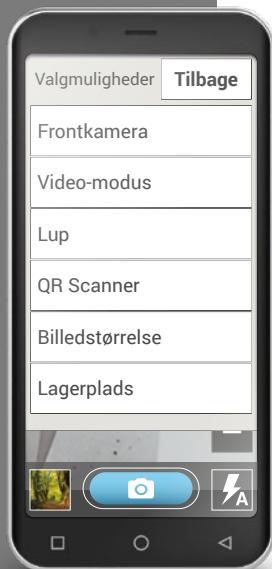 Valgmuligheder Tilbage
Frontkamera
Video-modus
Lup
QR Scanner
Billedstørrelse
Lagerplads
A